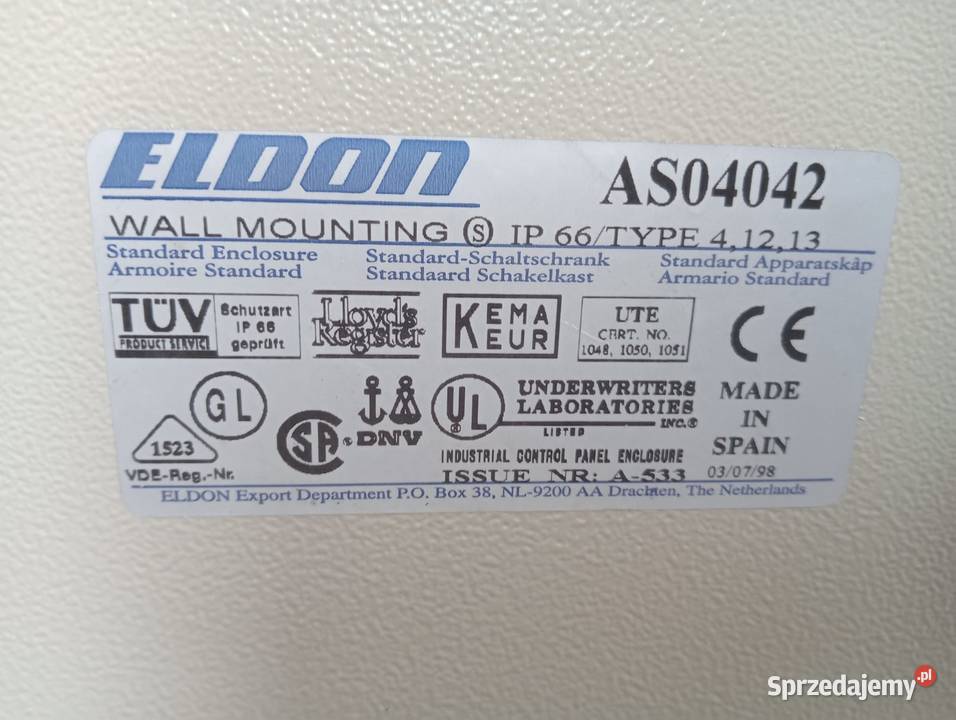 ELDON
AS04042
WALL MOUNTING Ⓢ IP 66/TYPE 4,12,13
Standard Enclosure Standard-Schaltschrank Standard Apparatskåp
Armoire Standard Standaard Schakelkast Armario Standard
TÜV
PRODUCT SERVICE
Schutzart
IP 66
geprüft
Lloyd's
Register
KEMA
KEUR
UTE
CERT. NO.
1048, 1050, 1051
CE
1523
VDE-Reg.-Nr.
GL
SA
DNV
UL
UNDERWRITERS
LABORATORIES
INC.®
LISTED
INDUSTRIAL CONTROL PANEL ENCLOSURE
ISSUE NR: A-533
MADE
IN
SPAIN
03/07/98
ELDON Export Department P.O. Box 38, NL-9200 AA Drachten, The Netherlands
Sprzedajemy.pl